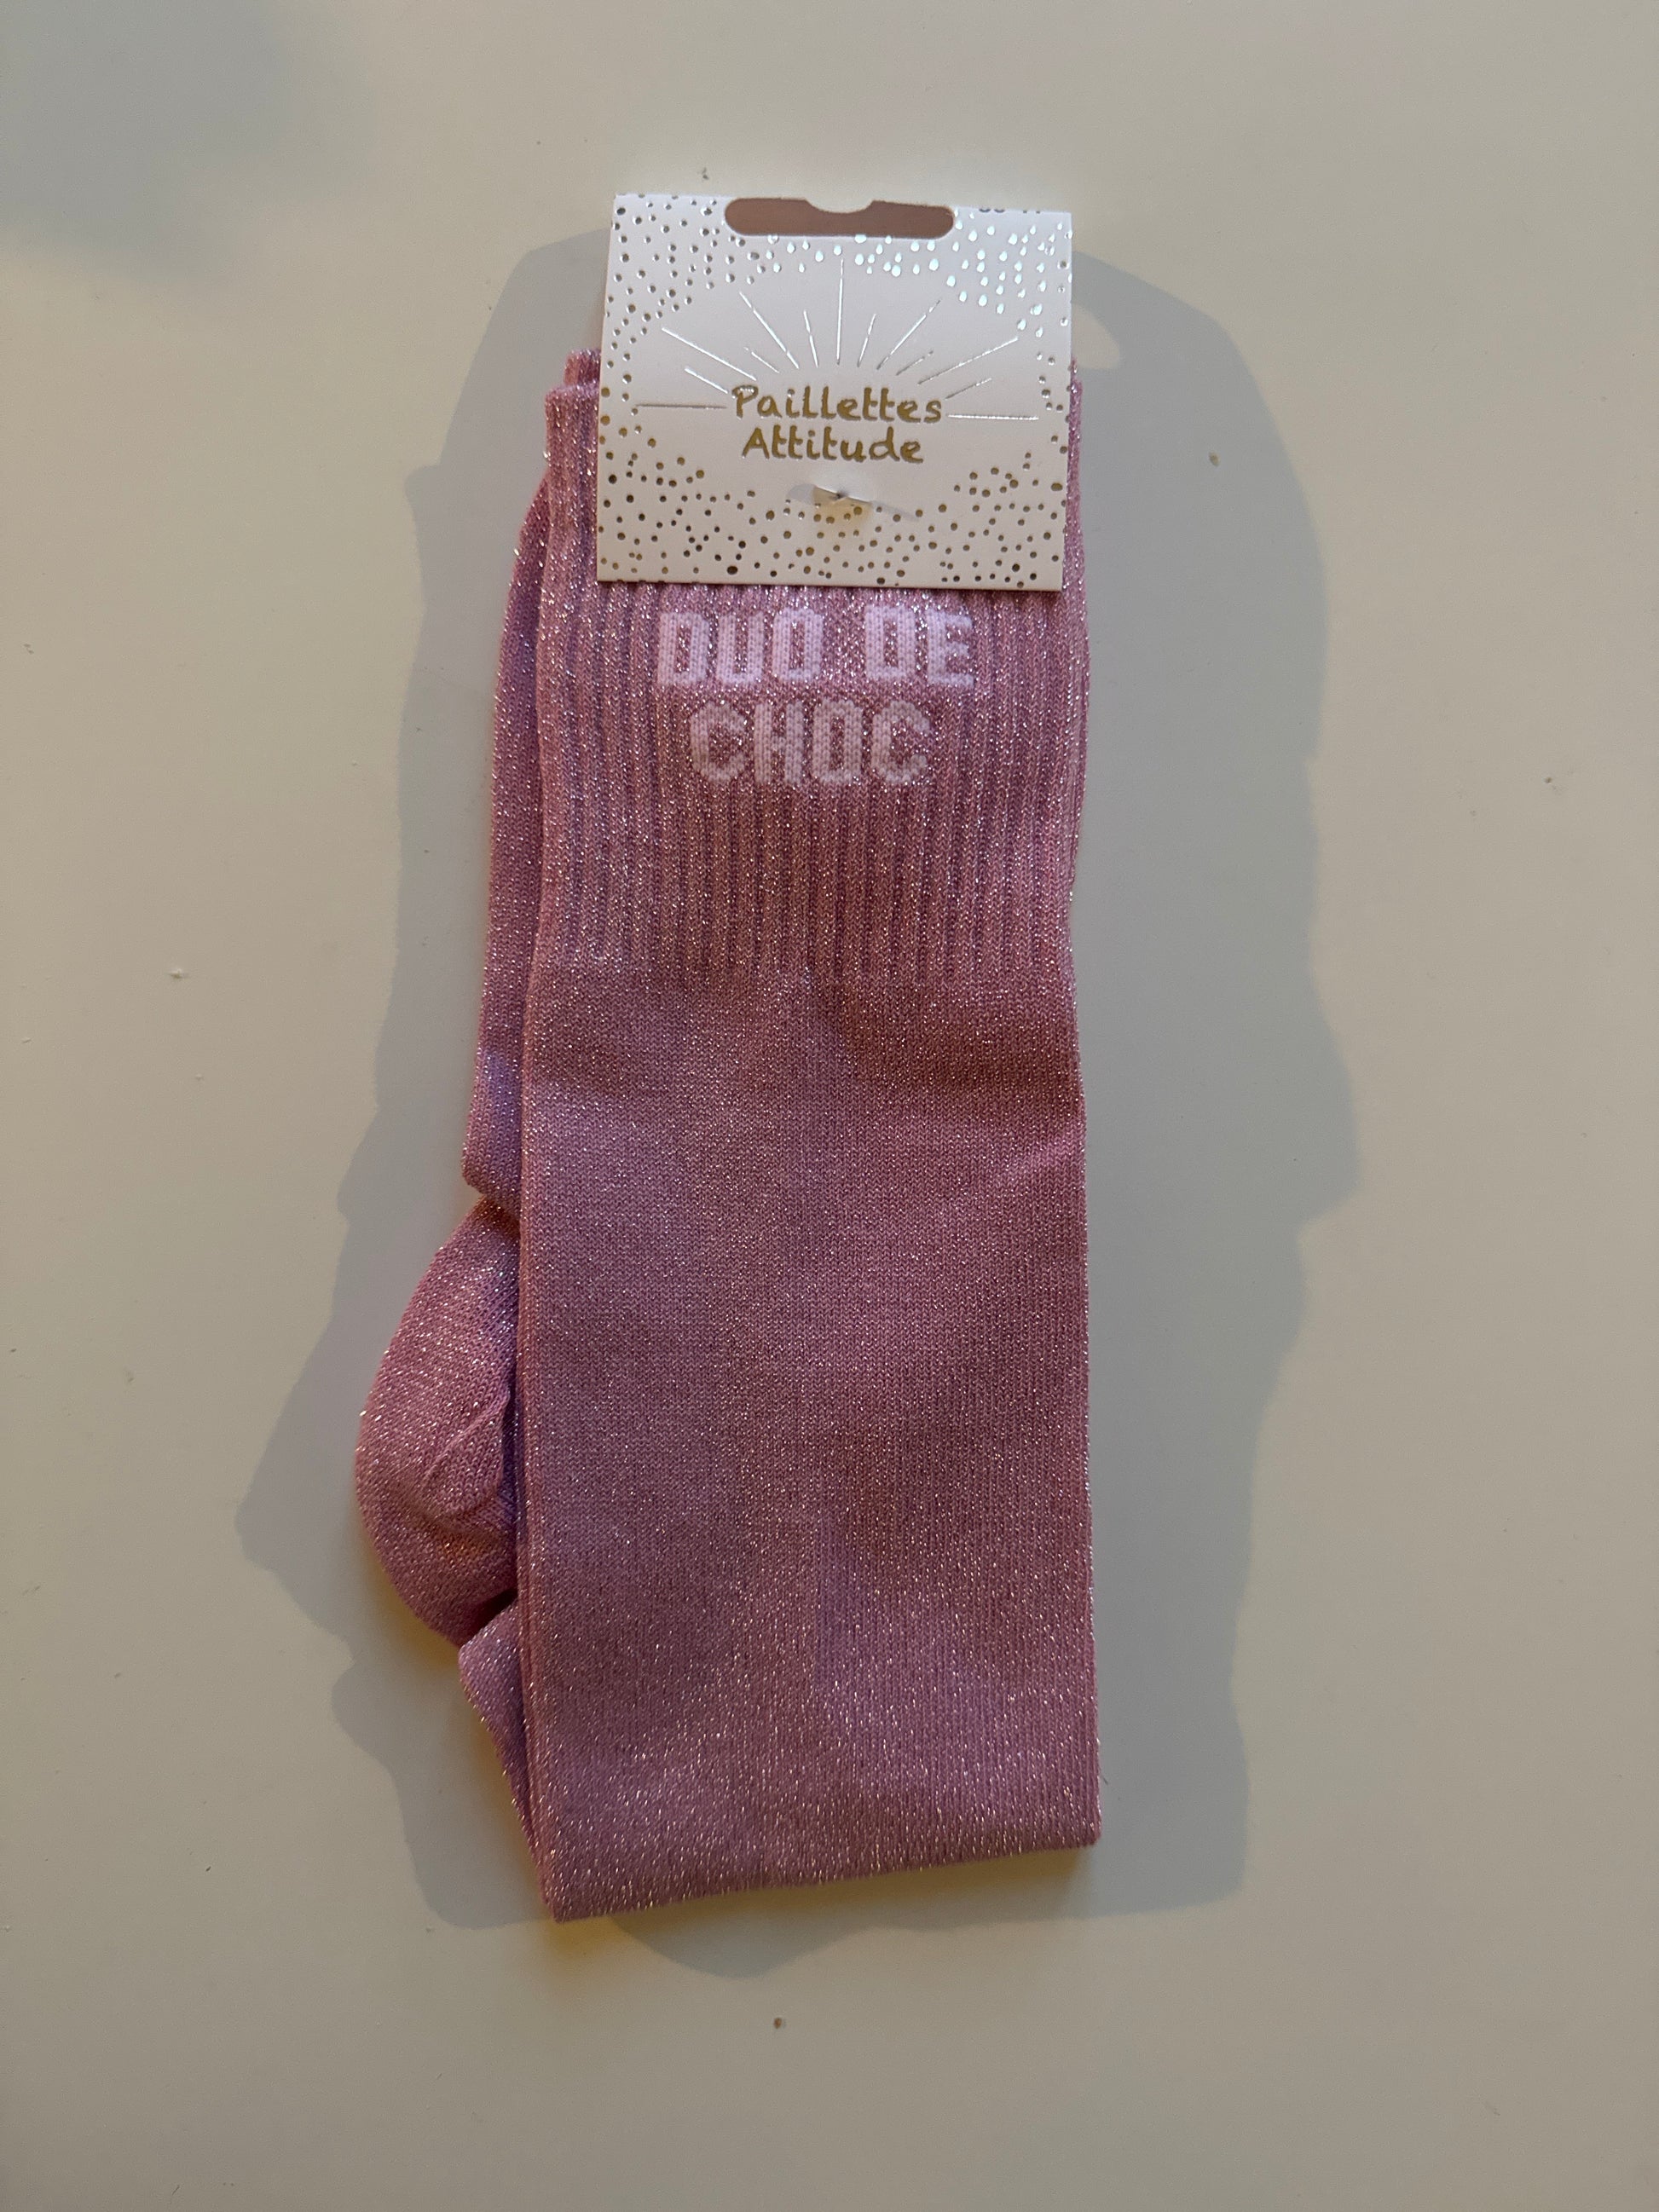 Paillettes
Attitude
DUO DE
CHOC